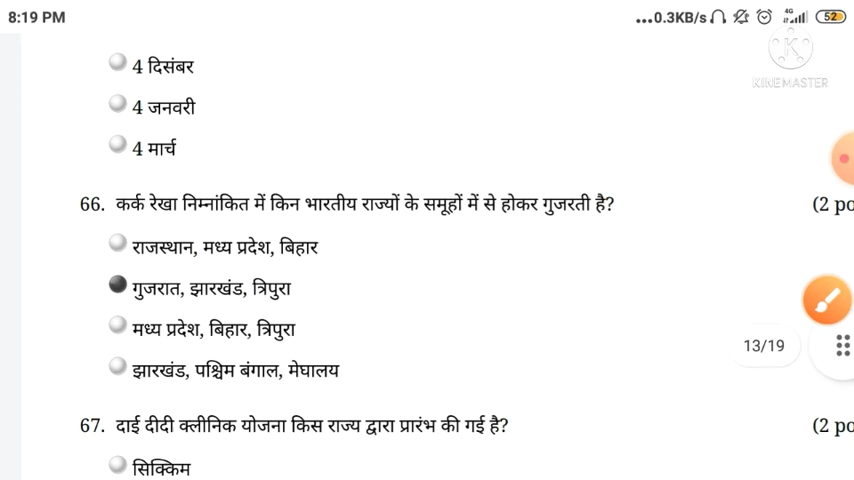 8:19 PM
...0.3KB/s 4G 52
KINEMASTER
4 दिसंबर
4 जनवरी
4 मार्च
66. कर्क रेखा निम्नांकित में किन भारतीय राज्यों के समूहों में से होकर गुजरती है? (2 po
राजस्थान, मध्य प्रदेश, बिहार
गुजरात, झारखंड, त्रिपुरा
मध्य प्रदेश, बिहार, त्रिपुरा
13/19
झारखंड, पश्चिम बंगाल, मेघालय
67. दाई दीदी क्लीनिक योजना किस राज्य द्वारा प्रारंभ की गई है? (2 po
सिक्किम